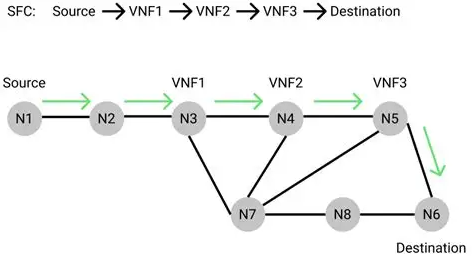 SFC: Source → VNF1 → VNF2 → VNF3 → Destination
Source VNF1 VNF2 VNF3
N1 N2 N3 N4 N5
N7 N8 N6
Destination